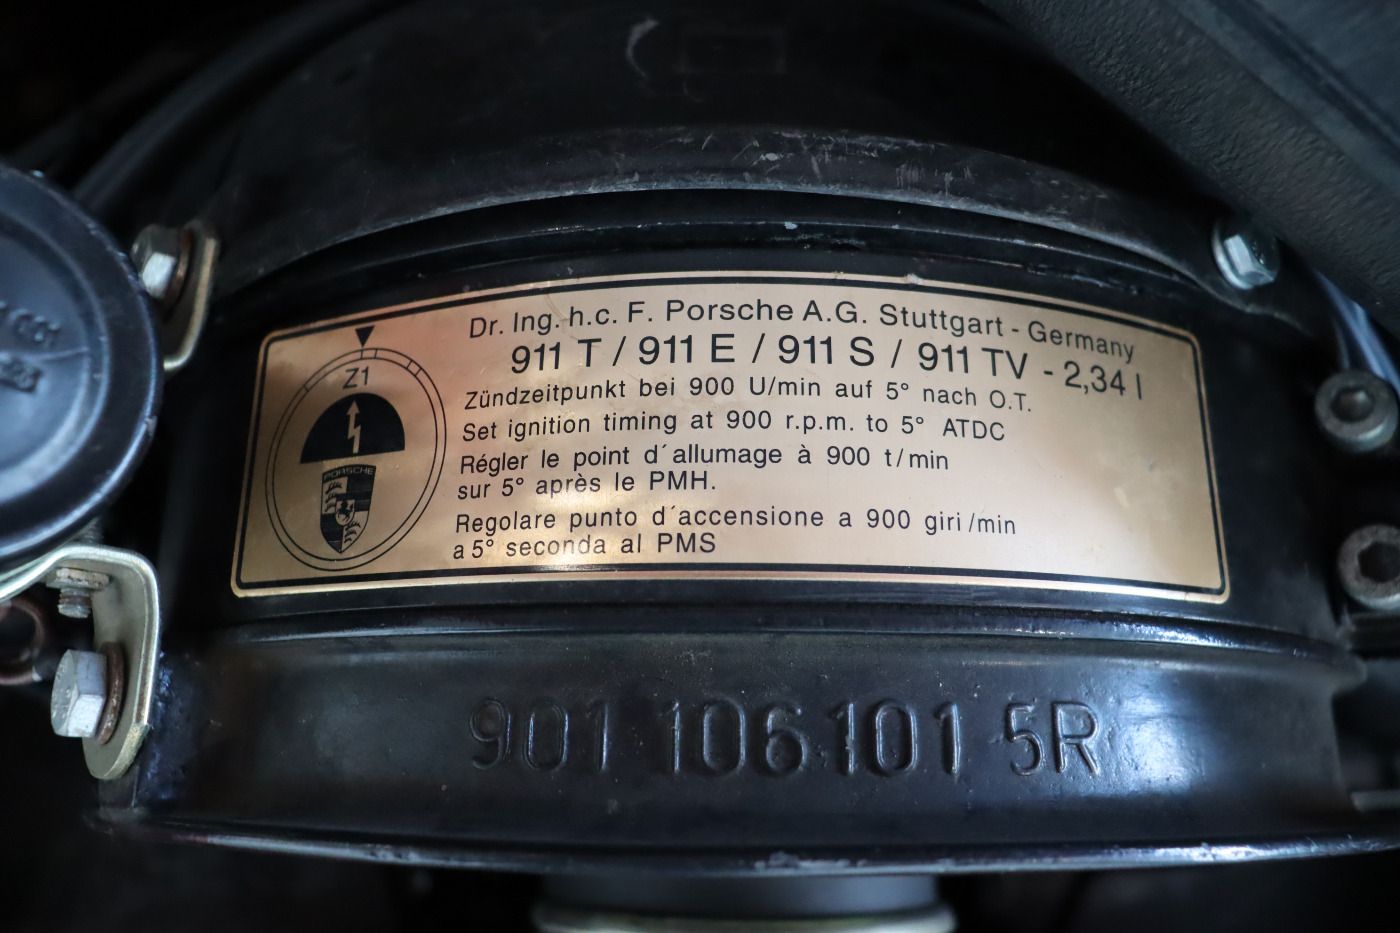 Dr. Ing. h.c. F. Porsche A.G. Stuttgart - Germany
911 T / 911 E / 911 S / 911 TV - 2,34 l
Zündzeitpunkt bei 900 U/min auf 5° nach O.T.
Set ignition timing at 900 r.p.m. to 5° ATDC
Régler le point d´allumage à 900 t/min
sur 5° après le PMH.
Regolare punto d´accensione a 900 giri/min
a 5° seconda al PMS
Z1
PORSCHE
901 106 101 5R